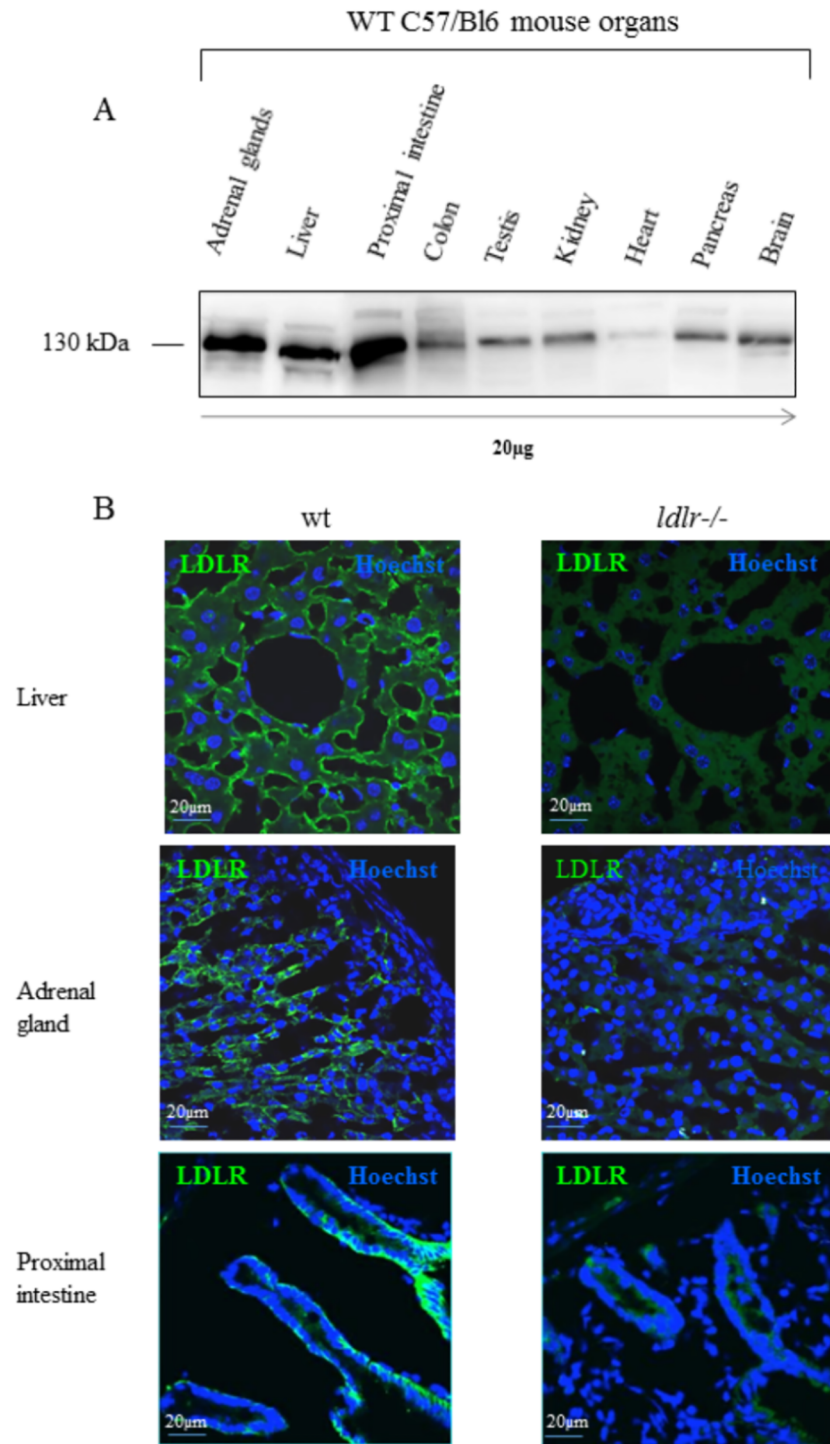 WT C57/Bl6 mouse organs
A
Adrenal glands
Liver
Proximal intestine
Colon
Testis
Kidney
Heart
Pancreas
Brain
130 kDa
20µg
B
wt
ldlr-/-
LDLR Hoechst
LDLR Hoechst
Liver
20µm
20µm
LDLR Hoechst
LDLR Hoechst
Adrenal
gland
20µm
20µm
LDLR Hoechst
LDLR Hoechst
Proximal
intestine
20µm
20µm